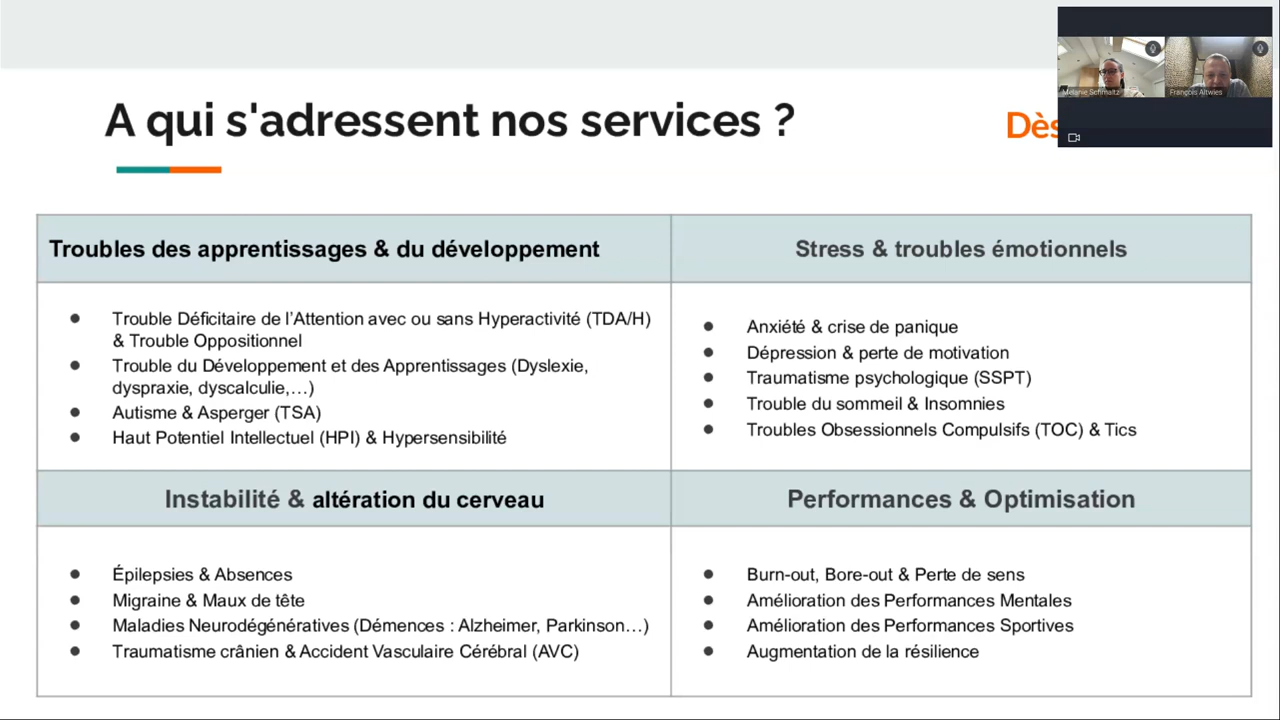 A qui s'adressent nos services ?
Dès
Mélanie Schmaltz
François Altwies
Troubles des apprentissages & du développement
Stress & troubles émotionnels
Trouble Déficitaire de l’Attention avec ou sans Hyperactivité (TDA/H)
& Trouble Oppositionnel
Trouble du Développement et des Apprentissages (Dyslexie,
dyspraxie, dyscalculie,…)
Autisme & Asperger (TSA)
Haut Potentiel Intellectuel (HPI) & Hypersensibilité
Anxiété & crise de panique
Dépression & perte de motivation
Traumatisme psychologique (SSPT)
Trouble du sommeil & Insomnies
Troubles Obsessionnels Compulsifs (TOC) & Tics
Instabilité & altération du cerveau
Performances & Optimisation
Épilepsies & Absences
Migraine & Maux de tête
Maladies Neurodégénératives (Démences : Alzheimer, Parkinson…)
Traumatisme crânien & Accident Vasculaire Cérébral (AVC)
Burn-out, Bore-out & Perte de sens
Amélioration des Performances Mentales
Amélioration des Performances Sportives
Augmentation de la résilience